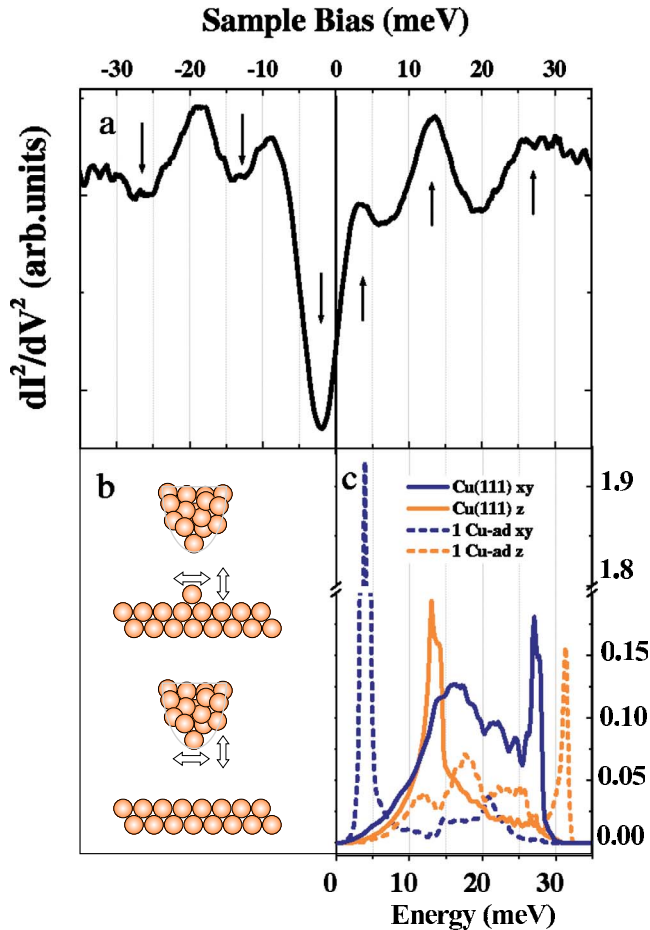 Sample Bias (meV)
-30 -20 -10 0 10 20 30
a
dI²/dV² (arb.units)
b
c
Cu(111) xy
Cu(111) z
1 Cu-ad xy
1 Cu-ad z
1.9
1.8
0.15
0.10
0.05
0.00
0 10 20 30
Energy (meV)